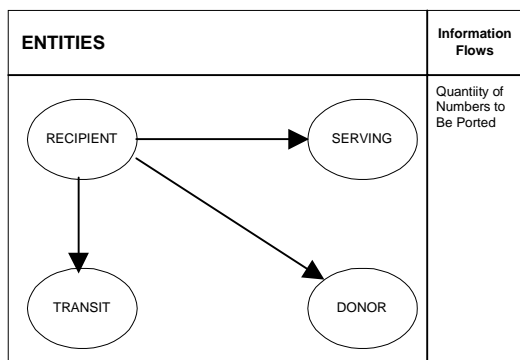 ENTITIES
Information
Flows
Quantiity of
Numbers to
Be Ported
RECIPIENT
SERVING
TRANSIT
DONOR